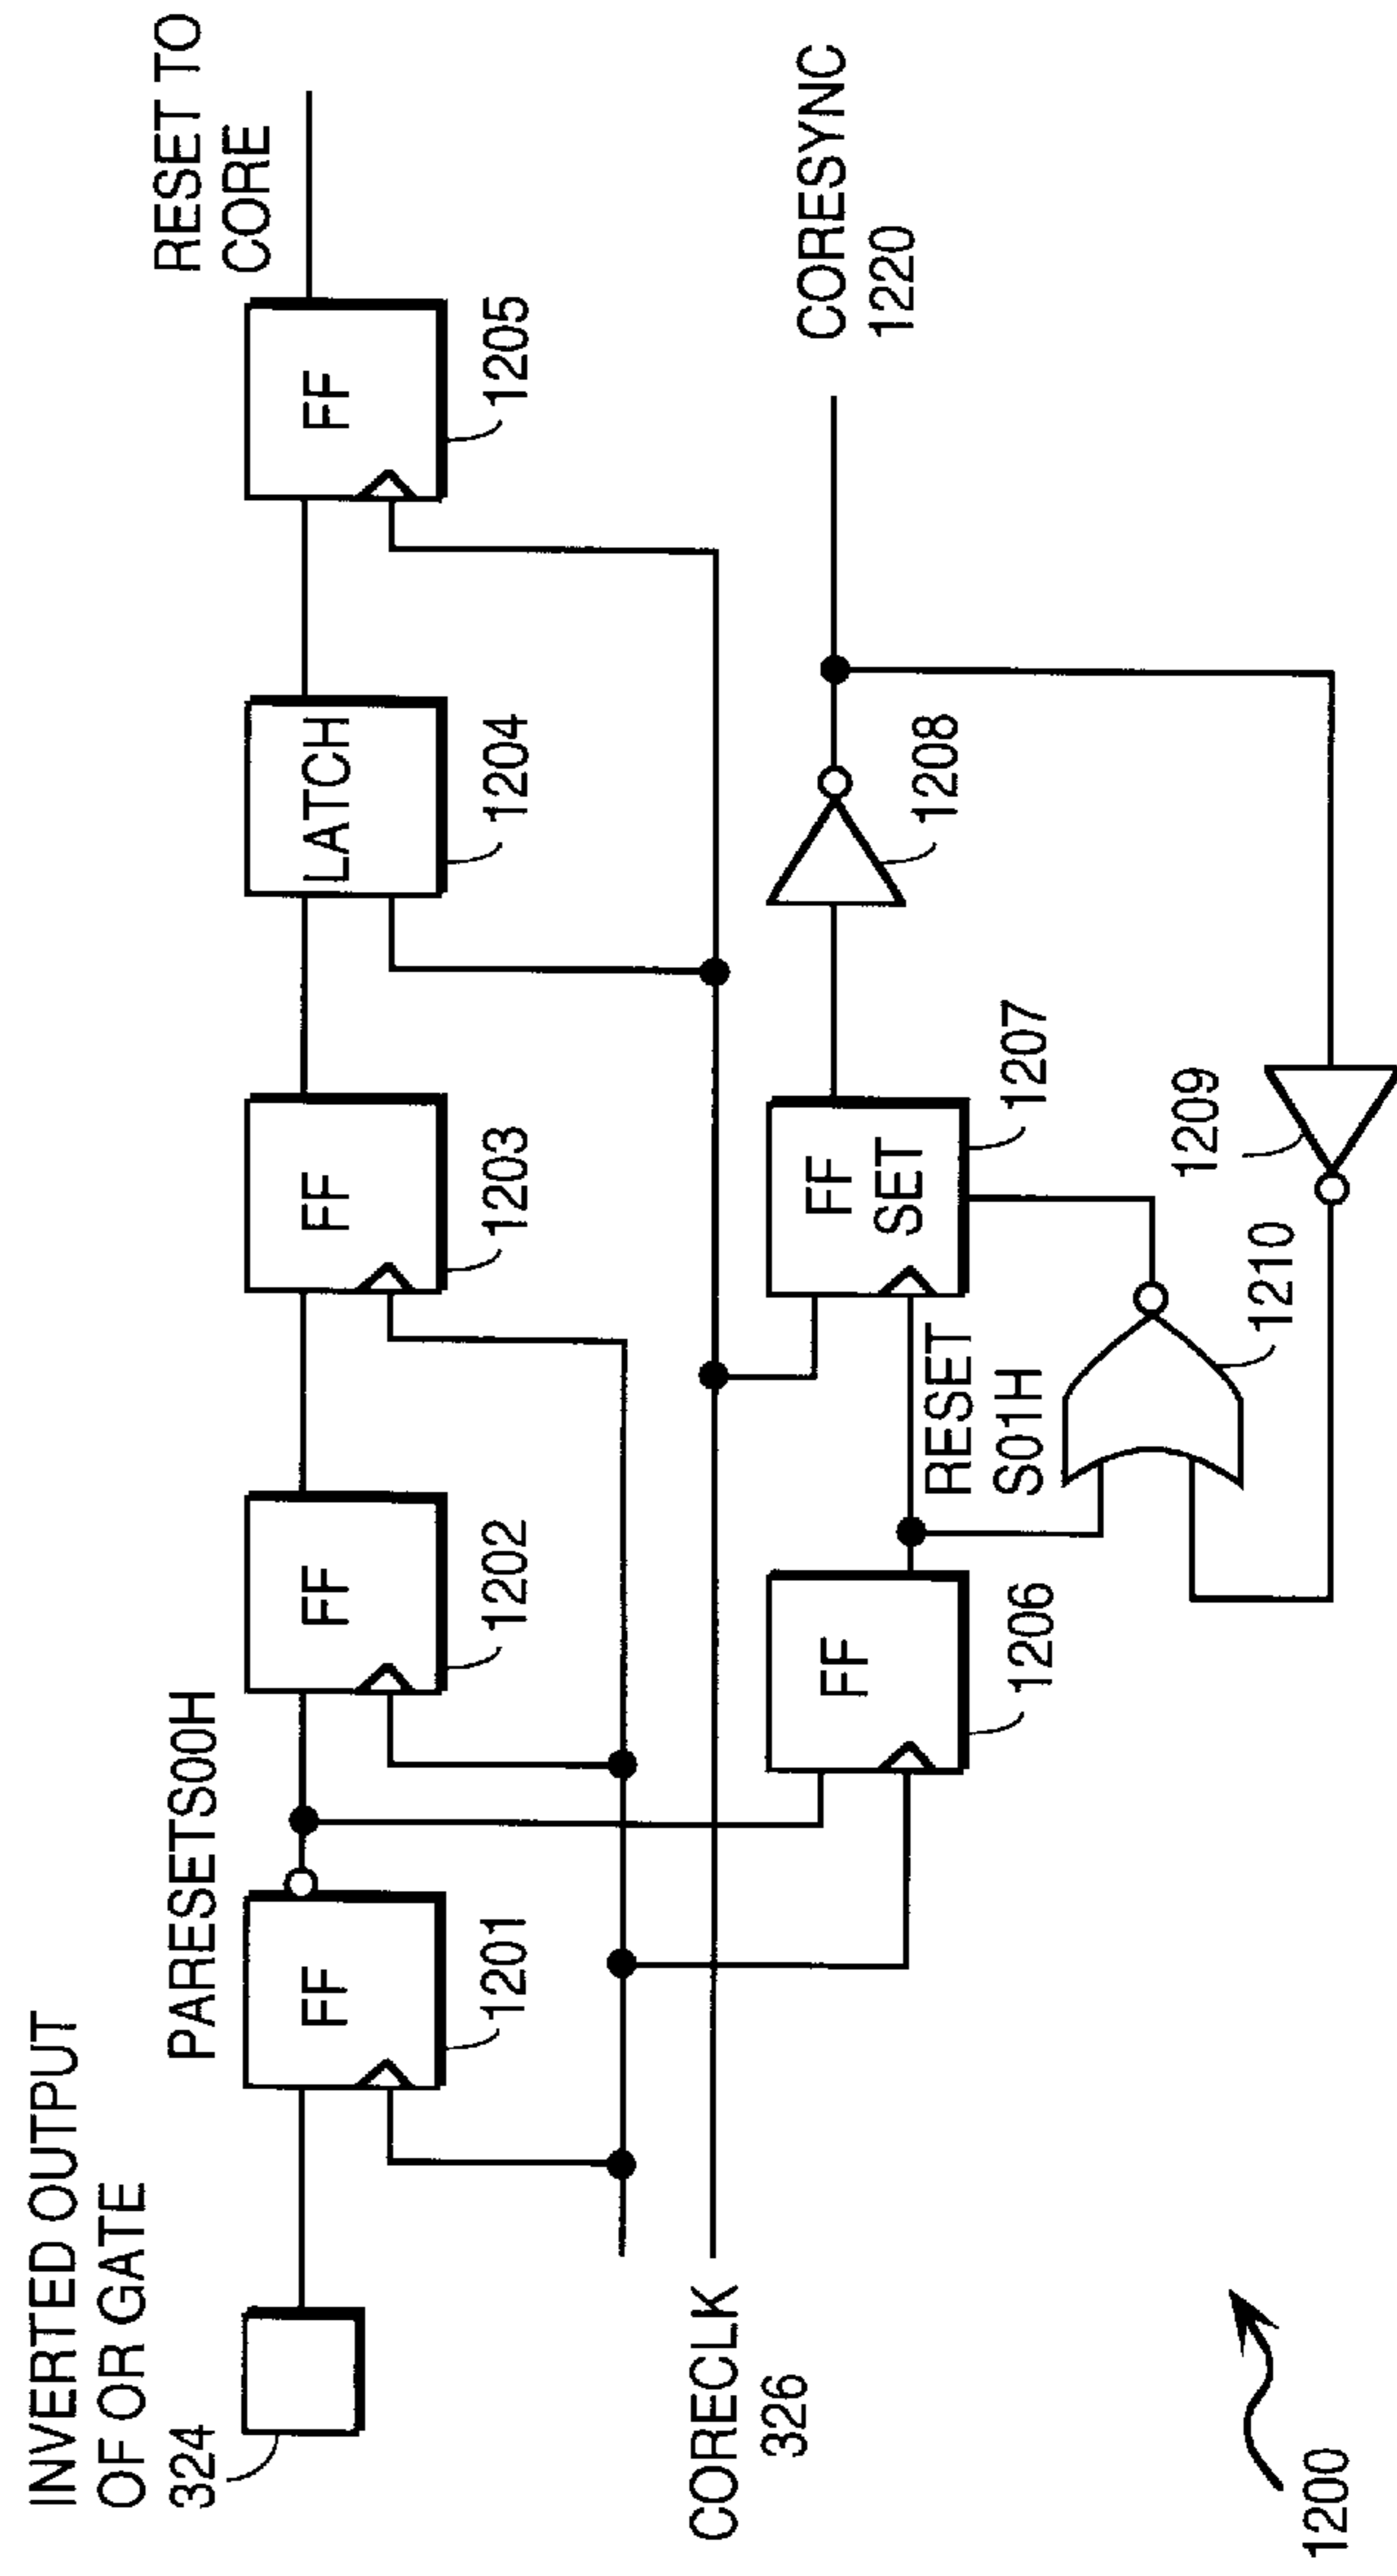 INVERTED OUTPUT
OF OR GATE
324
PARESETS00H
RESET TO
CORE
FF
1201
FF
1202
FF
1203
LATCH
1204
FF
1205
CORECLK
326
FF
1206
RESET
S01H
FF
SET
1207
1208
CORESYNC
1220
1209
1210
1200